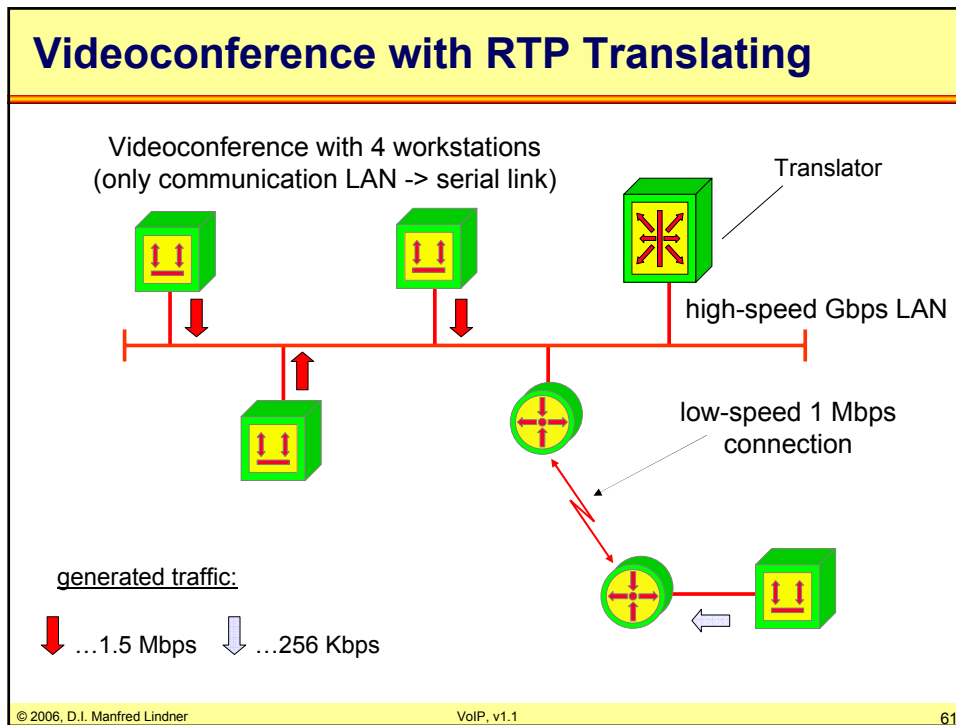 Videoconference with RTP Translating
Videoconference with 4 workstations
(only communication LAN -> serial link)
Translator
high-speed Gbps LAN
low-speed 1 Mbps
connection
generated traffic:
…1.5 Mbps
…256 Kbps
© 2006, D.I. Manfred Lindner
VoIP, v1.1
61